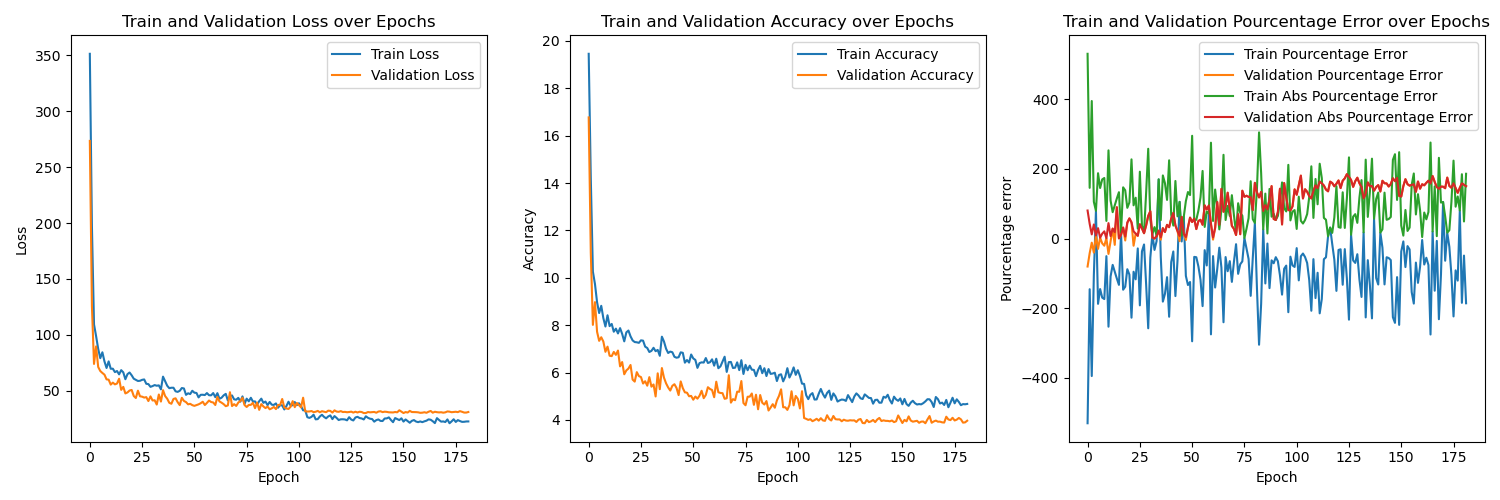 Train and Validation Loss over Epochs
Train Loss
Validation Loss
350
300
250
200
150
100
50
Loss
0 25 50 75 100 125 150 175
Epoch
Train and Validation Accuracy over Epochs
Train Accuracy
Validation Accuracy
20
18
16
14
12
10
8
6
4
Accuracy
0 25 50 75 100 125 150 175
Epoch
Train and Validation Pourcentage Error over Epochs
Train Pourcentage Error
Validation Pourcentage Error
Train Abs Pourcentage Error
Validation Abs Pourcentage Error
400
200
0
−200
−400
Pourcentage error
0 25 50 75 100 125 150 175
Epoch